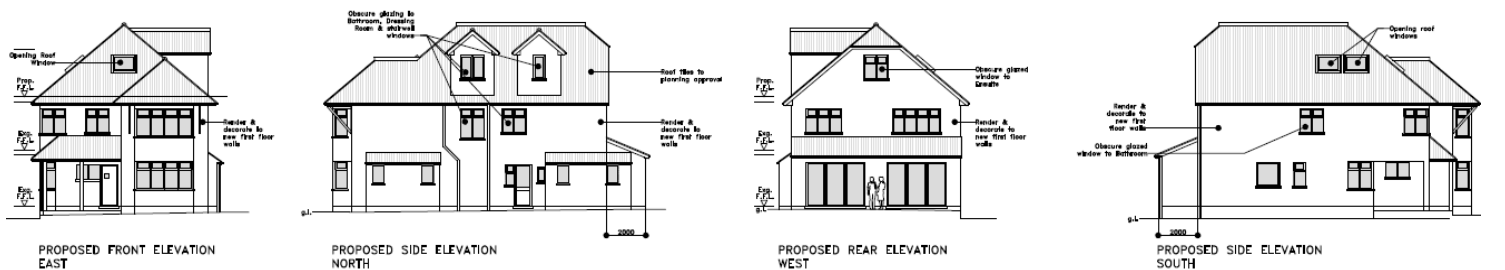 Opening Roof
Window
Prop.
F.F.L
Exg.
F.F.L
Exg.
F.F.L
Render &
decorate to
new first floor
walls
PROPOSED FRONT ELEVATION
EAST
Obscure glazing to
Bathroom, Dressing
Room & stairwell
windows
Roof tiles to
planning approval
Render &
decorate to
new first floor
walls
g.l.
2000
PROPOSED SIDE ELEVATION
NORTH
Prop.
F.F.L
Exg.
F.F.L
Exg.
F.F.L
g.l.
Obscure glazed
window to
Ensuite
Render &
decorate to
new first floor
walls
PROPOSED REAR ELEVATION
WEST
Opening roof
windows
Render &
decorate to
new first
floor walls
Obscure glazed
window to Bathroom
g.l.
2000
PROPOSED SIDE ELEVATION
SOUTH